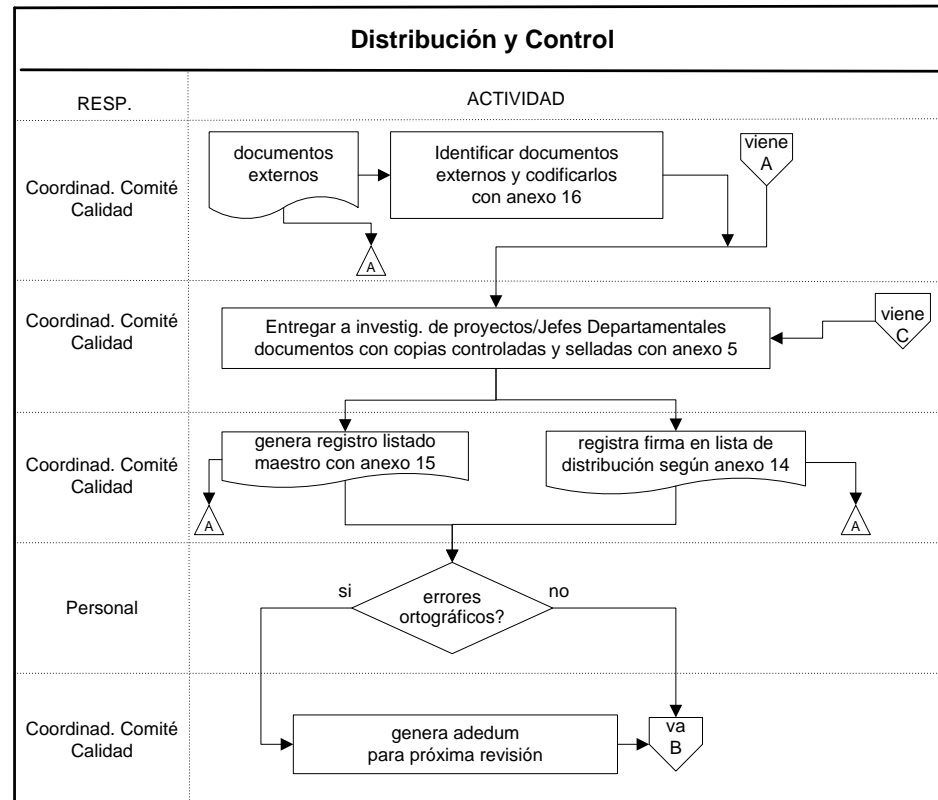 Distribución y Control
RESP.
ACTIVIDAD
Coordinad. Comité
Calidad
documentos
externos
Identificar documentos
externos y codificarlos
con anexo 16
viene
A
A
Coordinad. Comité
Calidad
Entregar a investig. de proyectos/Jefes Departamentales
documentos con copias controladas y selladas con anexo 5
viene
C
Coordinad. Comité
Calidad
genera registro listado
maestro con anexo 15
registra firma en lista de
distribución según anexo 14
A
A
Personal
si
errores
ortográficos?
no
Coordinad. Comité
Calidad
genera adedum
para próxima revisión
va
B